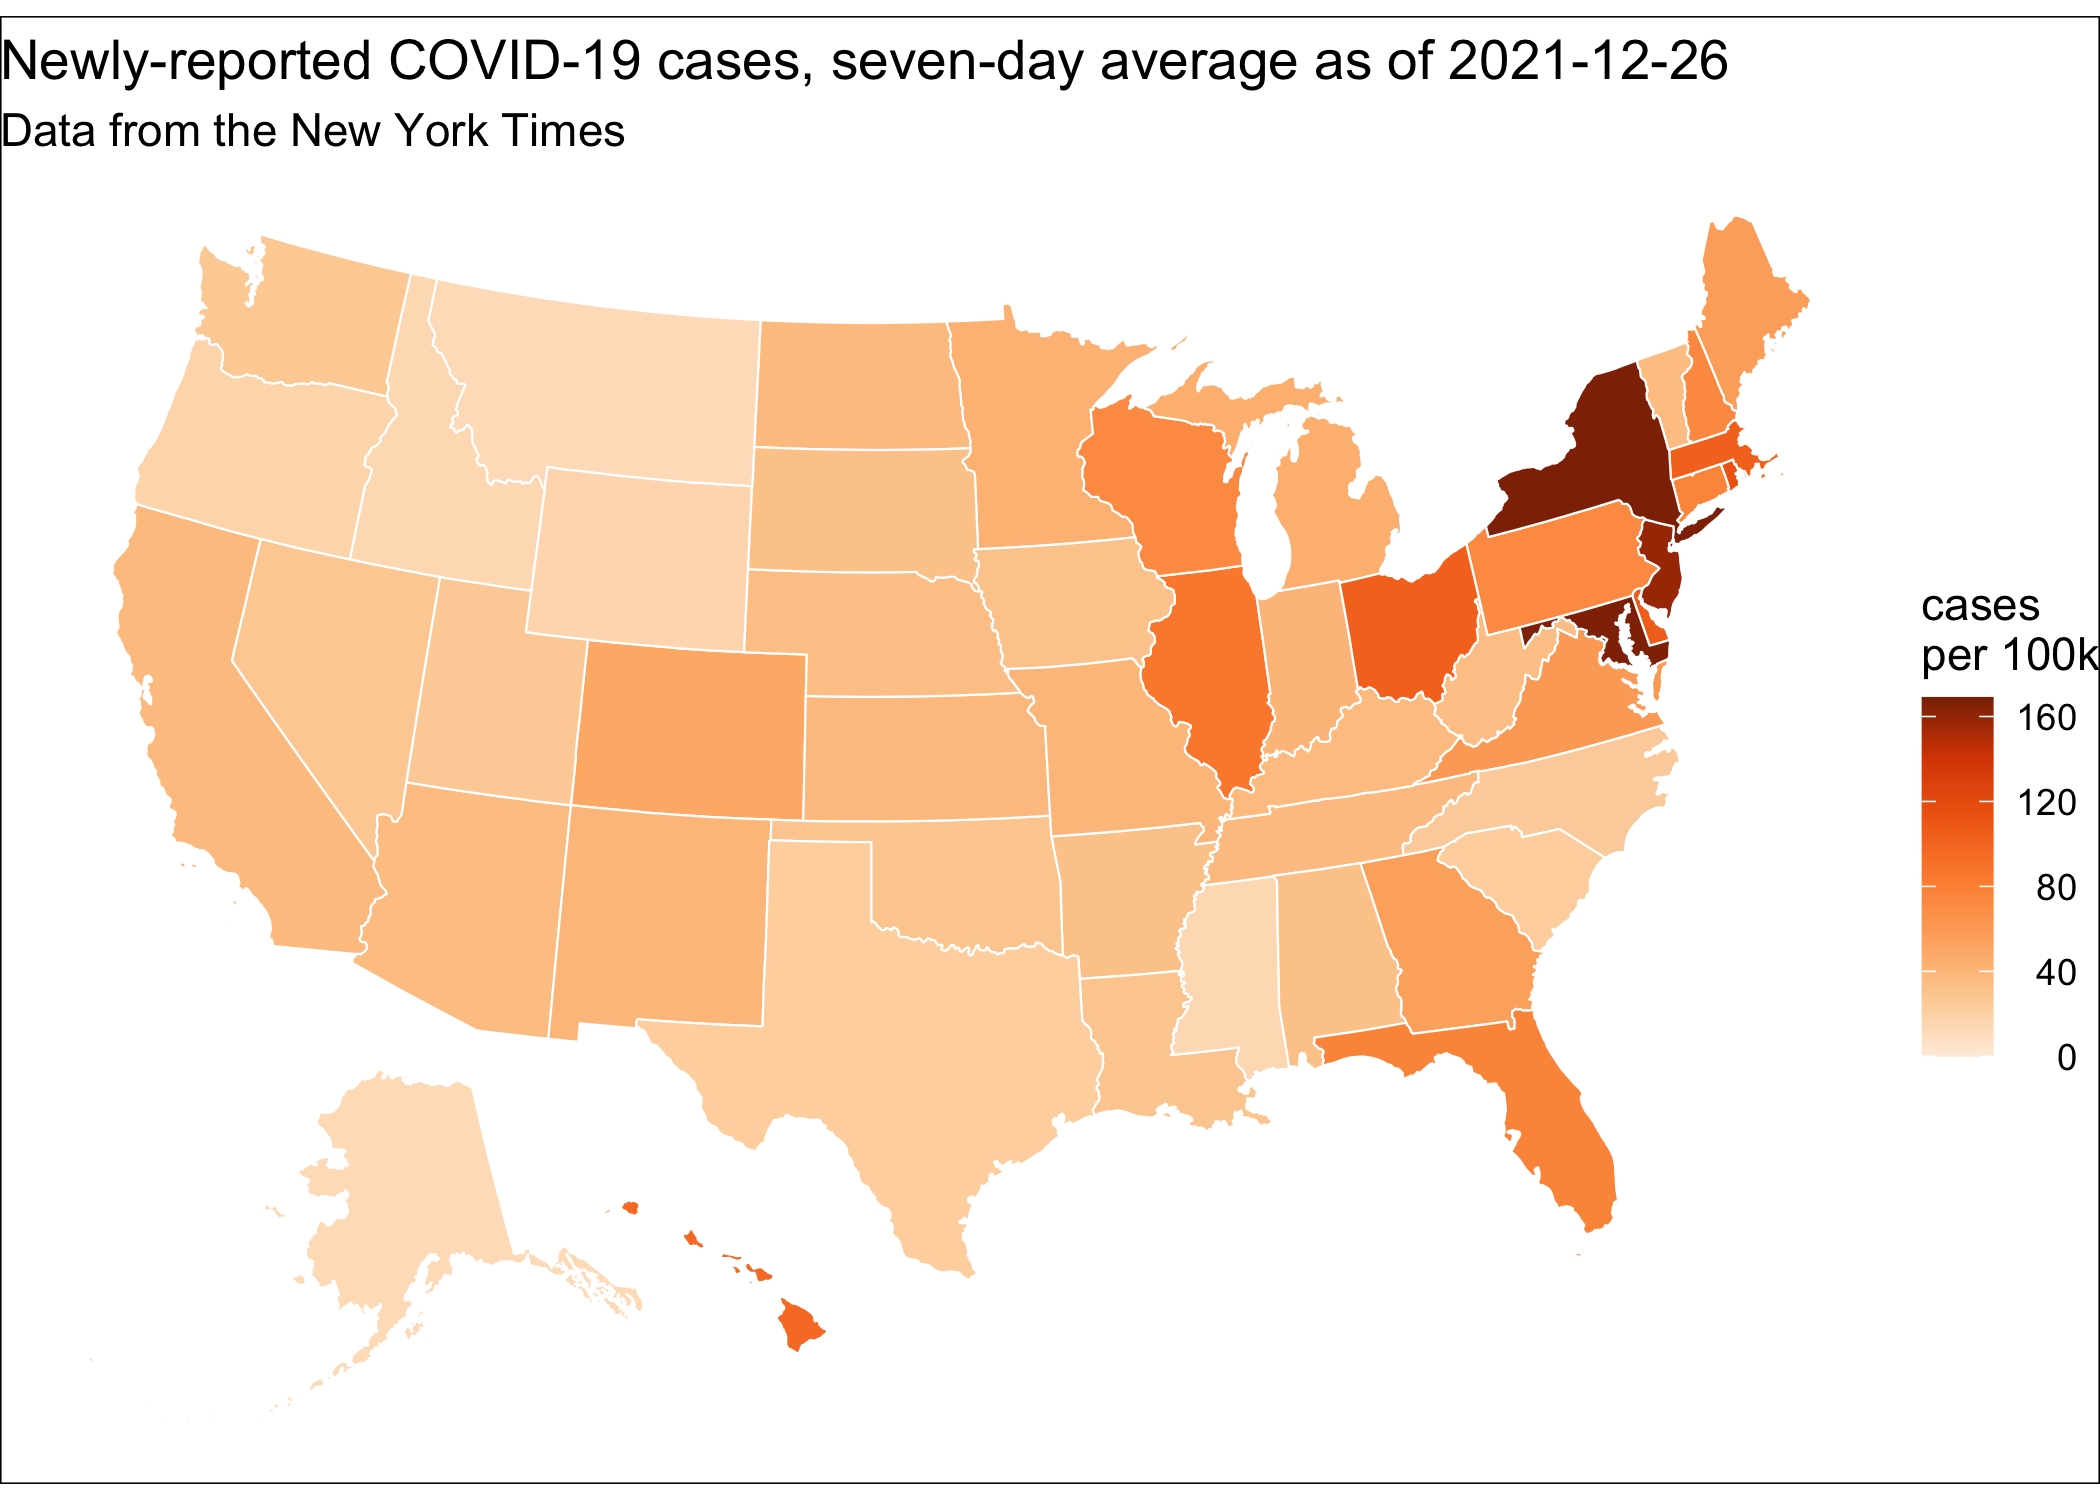 Newly-reported COVID-19 cases, seven-day average as of 2021-12-26
Data from the New York Times
cases
per 100k
160
120
80
40
0